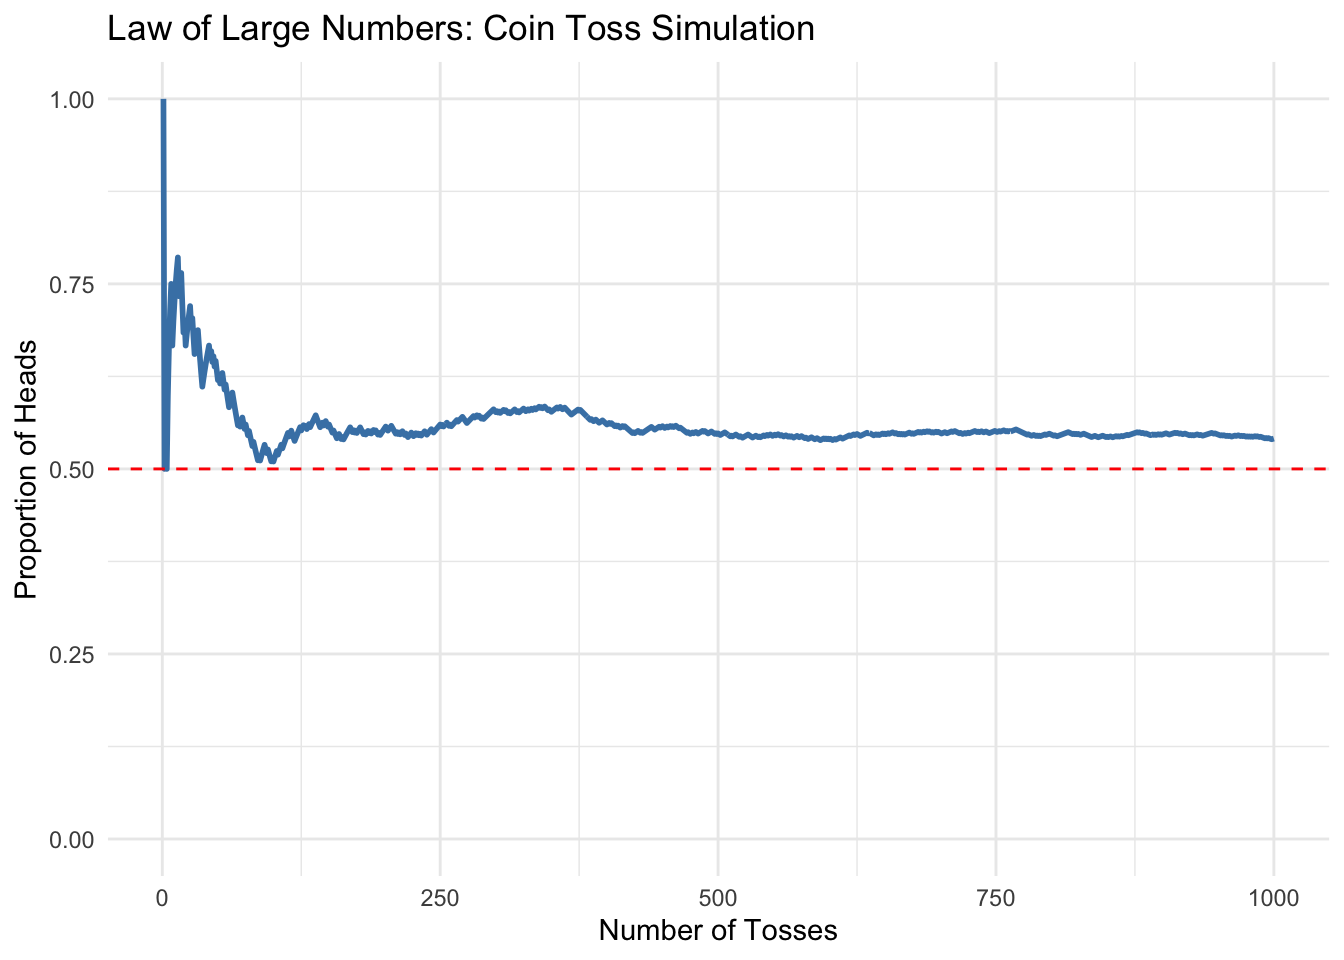 Law of Large Numbers: Coin Toss Simulation
Proportion of Heads
1.00
0.75
0.50
0.25
0.00
0 250 500 750 1000
Number of Tosses